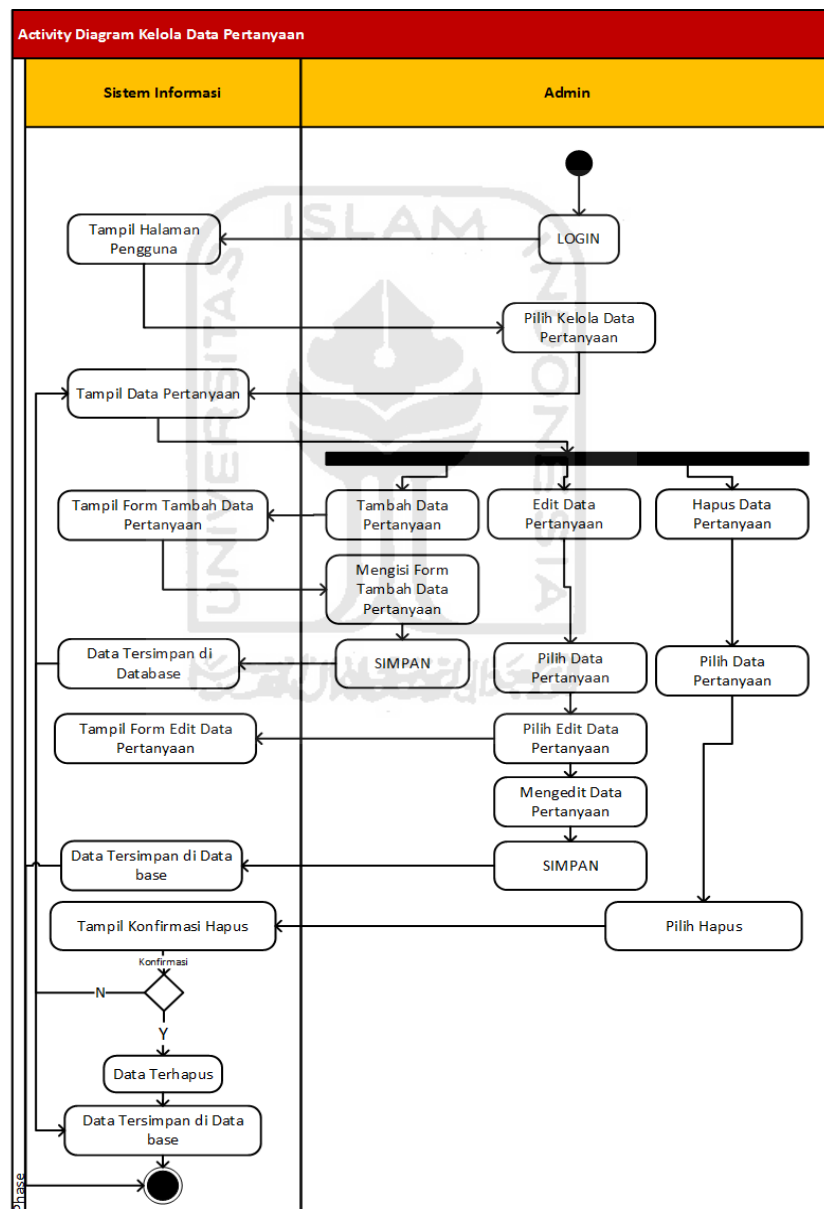 Activity Diagram Kelola Data Pertanyaan
Sistem Informasi
Admin
ISLAM
UNIVERSITAS
INDONESIA
LOGIN
Tampil Halaman
Pengguna
Pilih Kelola Data
Pertanyaan
Tampil Data Pertanyaan
Tampil Form Tambah Data
Pertanyaan
Tambah Data
Pertanyaan
Edit Data
Pertanyaan
Hapus Data
Pertanyaan
Mengisi Form
Tambah Data
Pertanyaan
Data Tersimpan di
Database
SIMPAN
Pilih Data
Pertanyaan
Pilih Data
Pertanyaan
Tampil Form Edit Data
Pertanyaan
Pilih Edit Data
Pertanyaan
Mengedit Data
Pertanyaan
Data Tersimpan di Data
base
SIMPAN
Tampil Konfirmasi Hapus
Pilih Hapus
Konfirmasi
N
Y
Data Terhapus
Data Tersimpan di Data
base
Phase